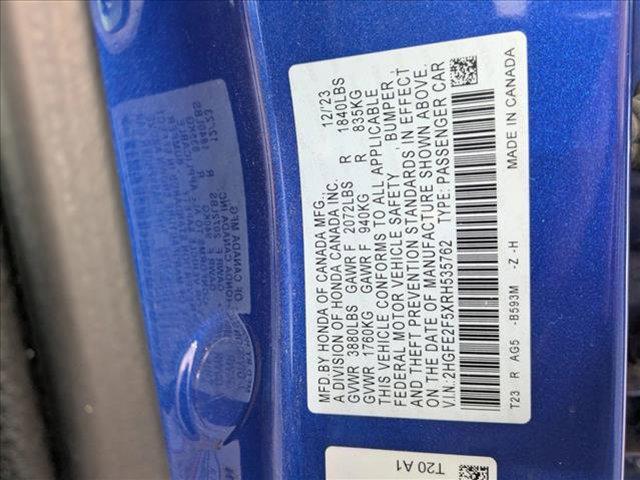 MFD.BY HONDA OF CANADA MFG. 12/'23
A DIVISION OF HONDA CANADA INC.
GVWR 3880LBS GAWR F 2072LBS R 1840LBS
GVWR 1760KG GAWR F 940KG R 835KG
THIS VEHICLE CONFORMS TO ALL APPLICABLE
FEDERAL MOTOR VEHICLE SAFETY , BUMPER ,
AND THEFT PREVENTION STANDARDS IN EFFECT
ON THE DATE OF MANUFACTURE SHOWN ABOVE.
V.I.N: 2HGFE2F5XRH535762 TYPE: PASSENGER CAR
T23 R AG5 -B593M -Z -H MADE IN CANADA
T20 A1